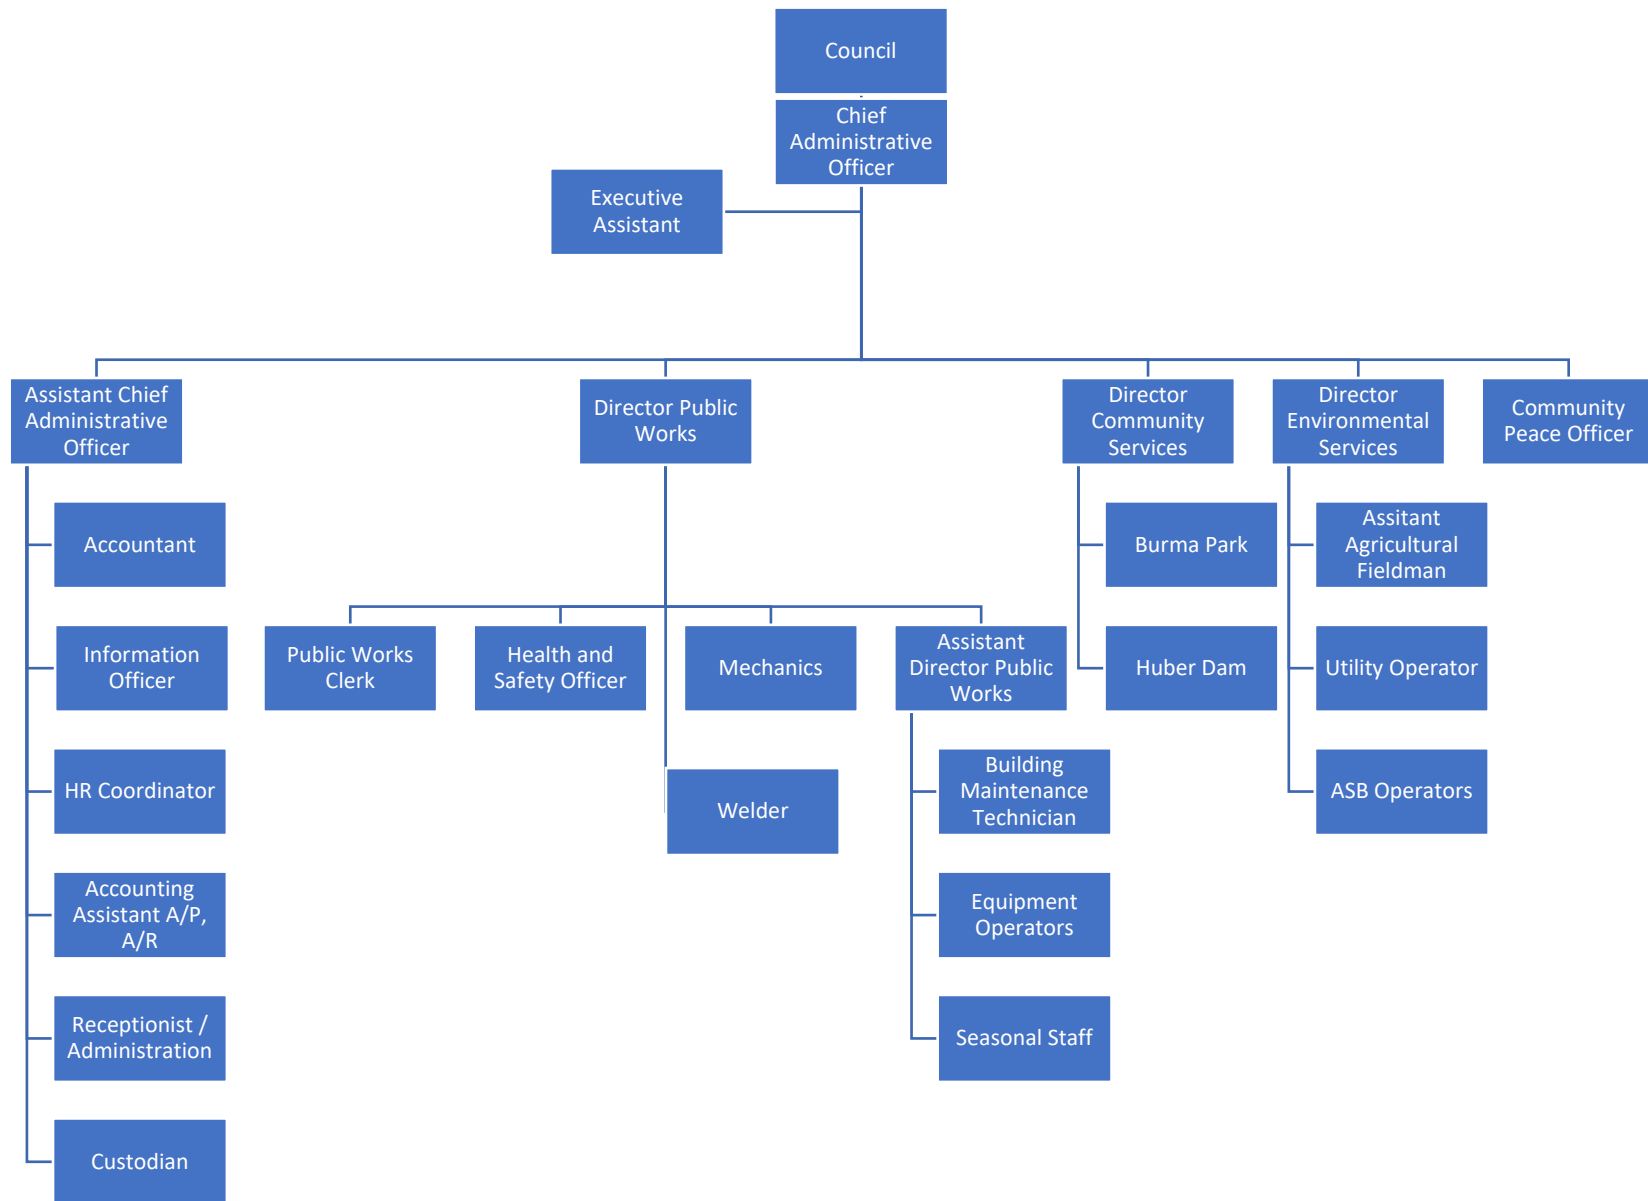 Council
Chief
Administrative
Officer
Executive
Assistant
Assistant Chief
Administrative
Officer
Director Public
Works
Director
Community
Services
Director
Environmental
Services
Community
Peace Officer
Accountant
Burma Park
Assitant
Agricultural
Fieldman
Information
Officer
Public Works
Clerk
Health and
Safety Officer
Mechanics
Assistant
Director Public
Works
Huber Dam
Utility Operator
HR Coordinator
Welder
Building
Maintenance
Technician
ASB Operators
Accounting
Assistant A/P,
A/R
Equipment
Operators
Receptionist /
Administration
Seasonal Staff
Custodian